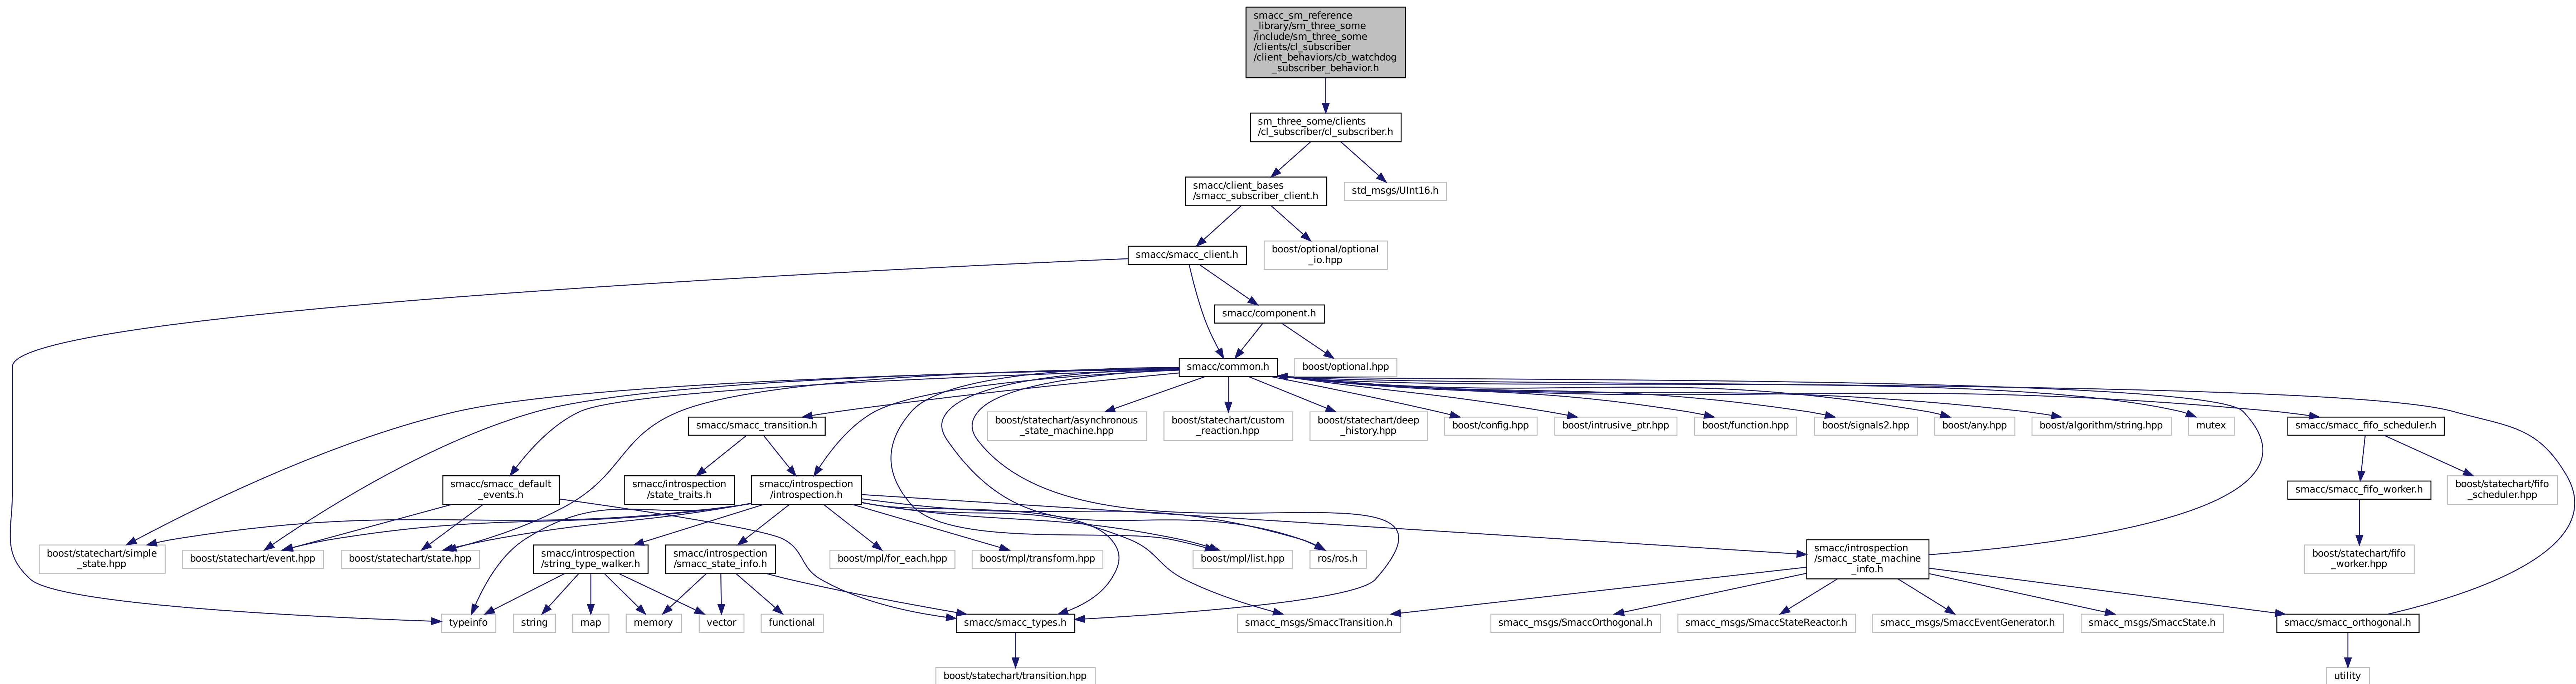 smacc_sm_reference
_library/sm_three_some
/include/sm_three_some
/clients/cl_subscriber
/client_behaviors/cb_watchdog
_subscriber_behavior.h
sm_three_some/clients
/cl_subscriber/cl_subscriber.h
smacc/client_bases
/smacc_subscriber_client.h
std_msgs/UInt16.h
smacc/smacc_client.h
boost/optional/optional
_io.hpp
smacc/component.h
smacc/common.h
boost/optional.hpp
smacc/smacc_transition.h
boost/statechart/asynchronous
_state_machine.hpp
boost/statechart/custom
_reaction.hpp
boost/statechart/deep
_history.hpp
boost/config.hpp
boost/intrusive_ptr.hpp
boost/function.hpp
boost/signals2.hpp
boost/any.hpp
boost/algorithm/string.hpp
mutex
smacc/smacc_fifo_scheduler.h
smacc/smacc_default
_events.h
smacc/introspection
/state_traits.h
smacc/introspection
/introspection.h
smacc/smacc_fifo_worker.h
boost/statechart/fifo
_scheduler.hpp
boost/statechart/simple
_state.hpp
boost/statechart/event.hpp
boost/statechart/state.hpp
smacc/introspection
/string_type_walker.h
smacc/introspection
/smacc_state_info.h
boost/mpl/for_each.hpp
boost/mpl/transform.hpp
boost/mpl/list.hpp
ros/ros.h
smacc/introspection
/smacc_state_machine
_info.h
boost/statechart/fifo
_worker.hpp
typeinfo
string
map
memory
vector
functional
smacc/smacc_types.h
smacc_msgs/SmaccTransition.h
smacc_msgs/SmaccOrthogonal.h
smacc_msgs/SmaccStateReactor.h
smacc_msgs/SmaccEventGenerator.h
smacc_msgs/SmaccState.h
smacc/smacc_orthogonal.h
boost/statechart/transition.hpp
utility